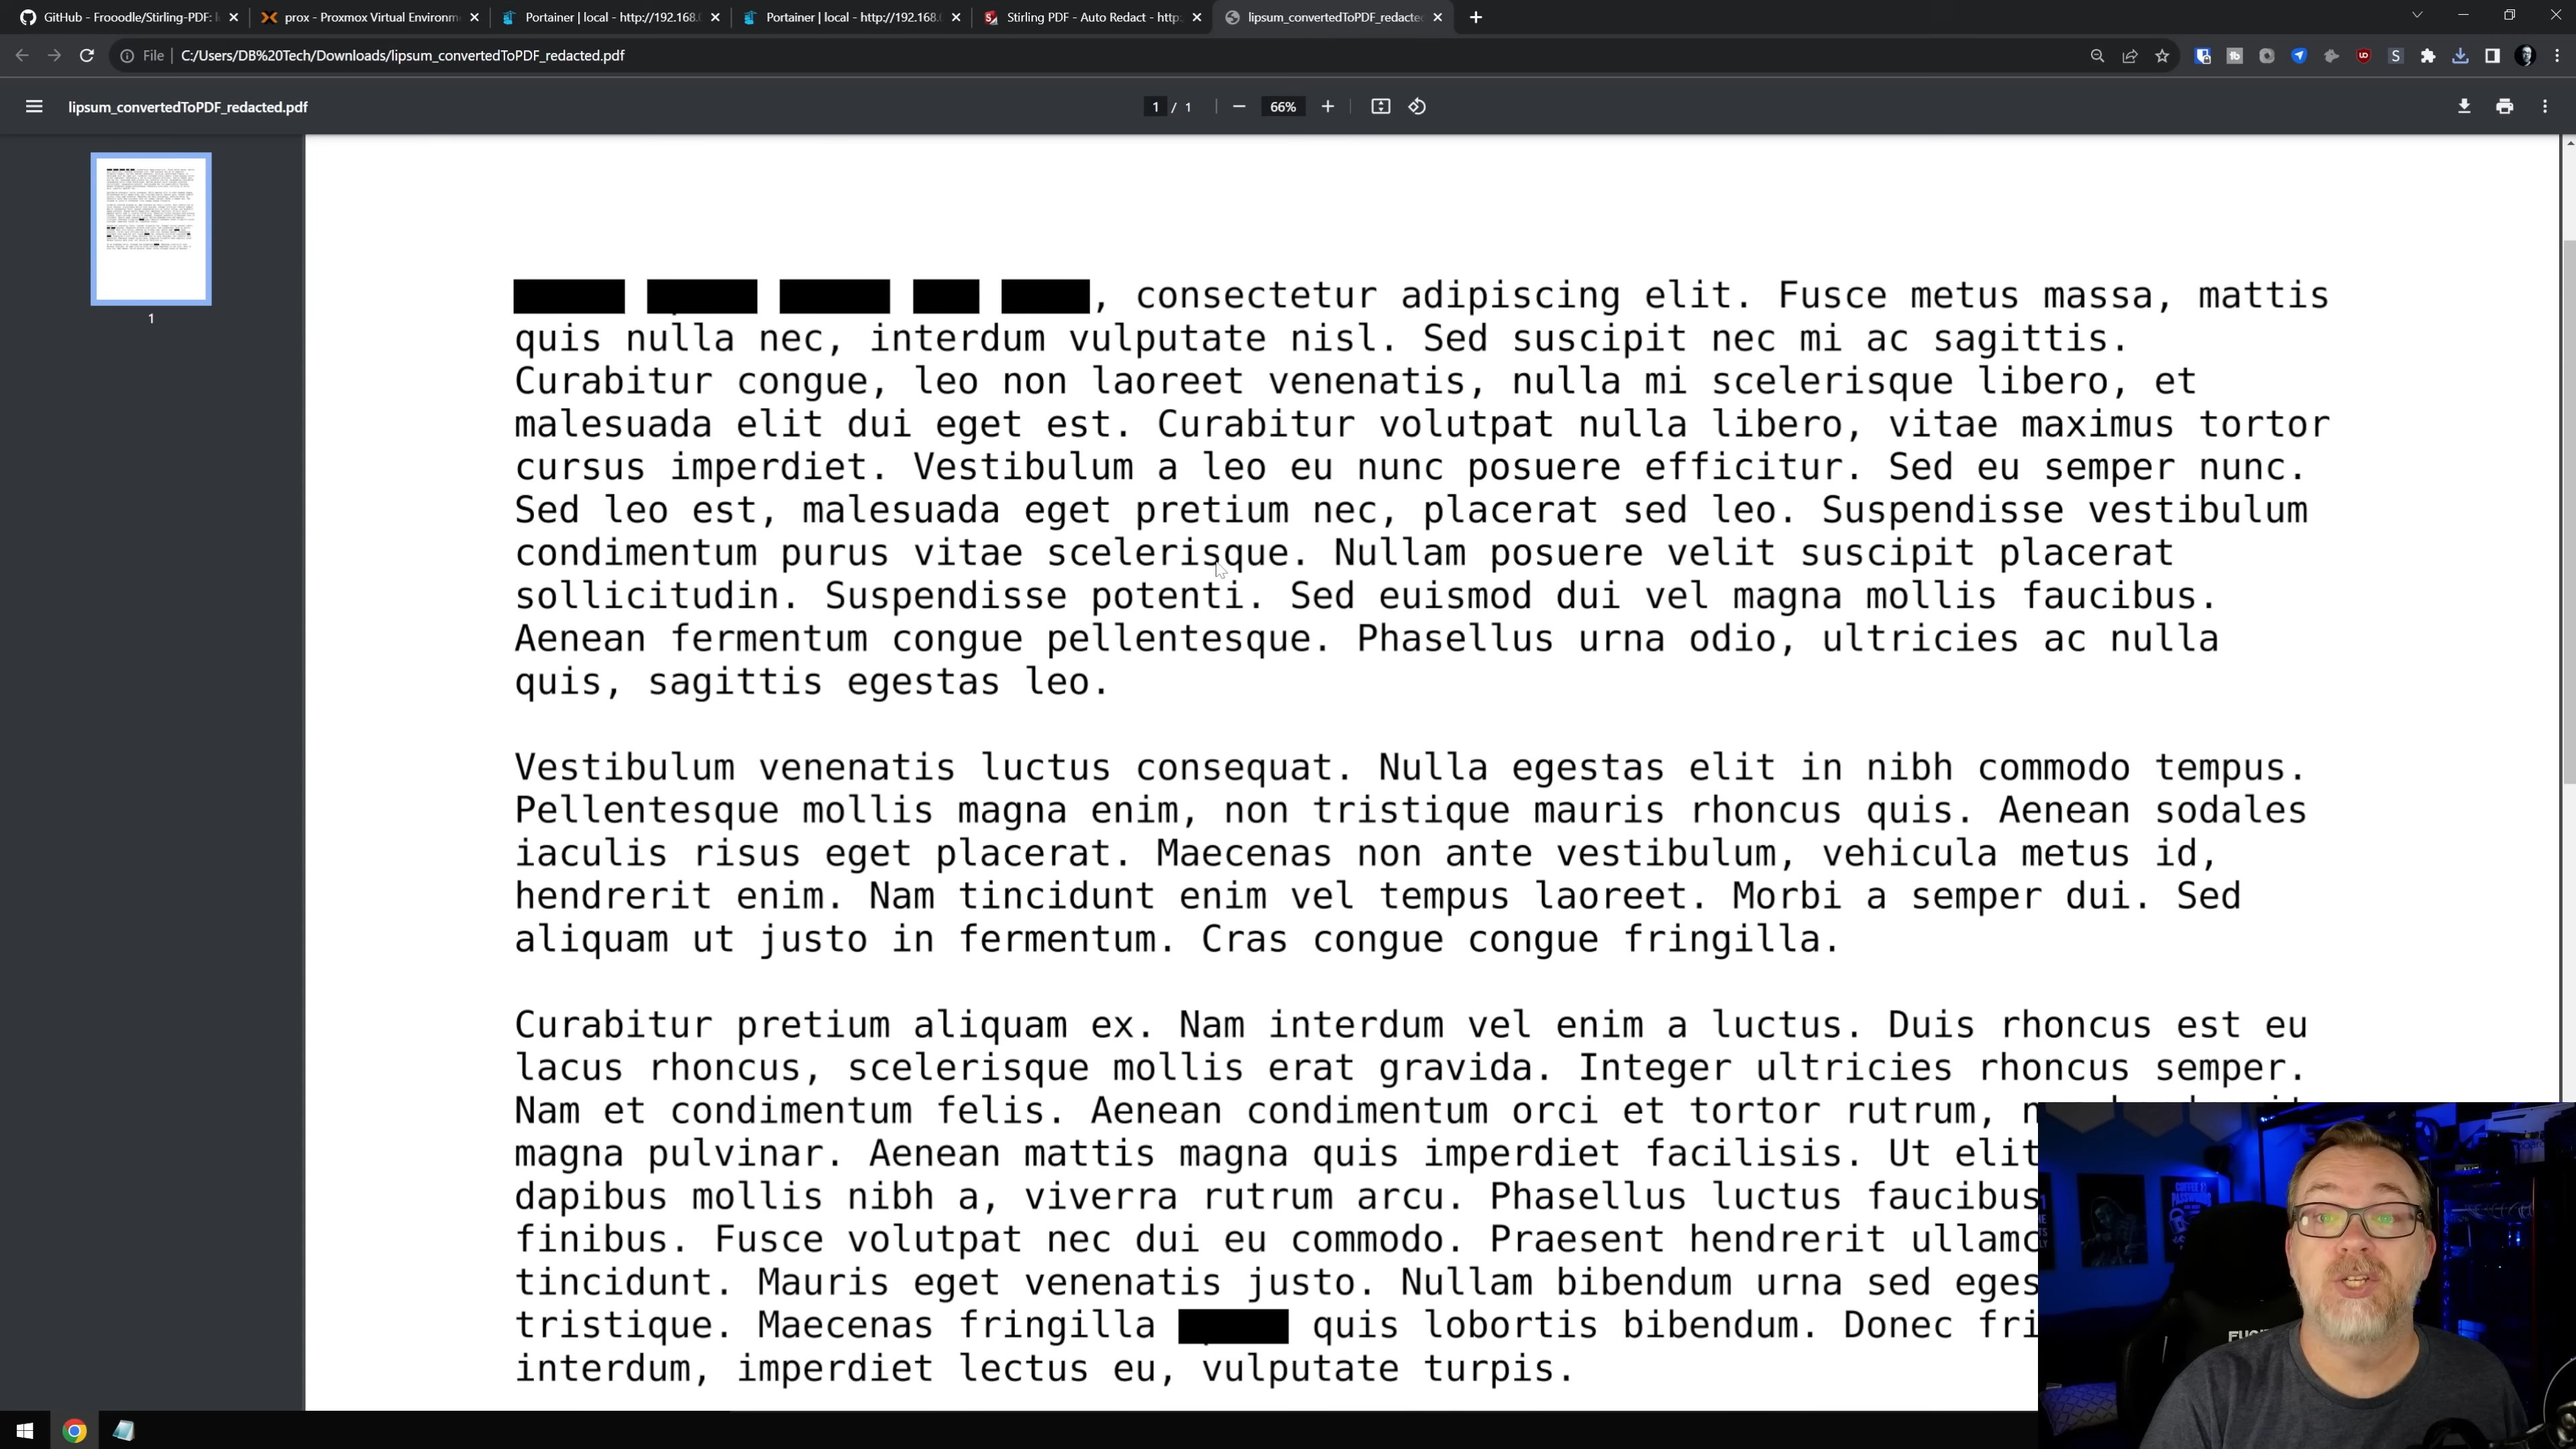 GitHub - Frooodle/Stirling-PDF:
prox - Proxmox Virtual Environm
Portainer | local - http://192.168.
Portainer | local - http://192.168.
Stirling PDF - Auto Redact - http:
lipsum_convertedToPDF_redacte
File
C:/Users/DB%20Tech/Downloads/lipsum_convertedToPDF_redacted.pdf
lipsum_convertedToPDF_redacted.pdf
1 / 1
66%
1
, consectetur adipiscing elit. Fusce metus massa, mattis
quis nulla nec, interdum vulputate nisl. Sed suscipit nec mi ac sagittis.
Curabitur congue, leo non laoreet venenatis, nulla mi scelerisque libero, et
malesuada elit dui eget est. Curabitur volutpat nulla libero, vitae maximus tortor
cursus imperdiet. Vestibulum a leo eu nunc posuere efficitur. Sed eu semper nunc.
Sed leo est, malesuada eget pretium nec, placerat sed leo. Suspendisse vestibulum
condimentum purus vitae scelerisque. Nullam posuere velit suscipit placerat
sollicitudin. Suspendisse potenti. Sed euismod dui vel magna mollis faucibus.
Aenean fermentum congue pellentesque. Phasellus urna odio, ultricies ac nulla
quis, sagittis egestas leo.
Vestibulum venenatis luctus consequat. Nulla egestas elit in nibh commodo tempus.
Pellentesque mollis magna enim, non tristique mauris rhoncus quis. Aenean sodales
iaculis risus eget placerat. Maecenas non ante vestibulum, vehicula metus id,
hendrerit enim. Nam tincidunt enim vel tempus laoreet. Morbi a semper dui. Sed
aliquam ut justo in fermentum. Cras congue congue fringilla.
Curabitur pretium aliquam ex. Nam interdum vel enim a luctus. Duis rhoncus est eu
lacus rhoncus, scelerisque mollis erat gravida. Integer ultricies rhoncus semper.
Nam et condimentum felis. Aenean condimentum orci et tortor rutrum,
magna pulvinar. Aenean mattis magna quis imperdiet facilisis. Ut elit
dapibus mollis nibh a, viverra rutrum arcu. Phasellus luctus faucibus
finibus. Fusce volutpat nec dui eu commodo. Praesent hendrerit ullamc
tincidunt. Mauris eget venenatis justo. Nullam bibendum urna sed eges
tristique. Maecenas fringilla quis lobortis bibendum. Donec fri
interdum, imperdiet lectus eu, vulputate turpis.
COFFEE
PASSWORDS